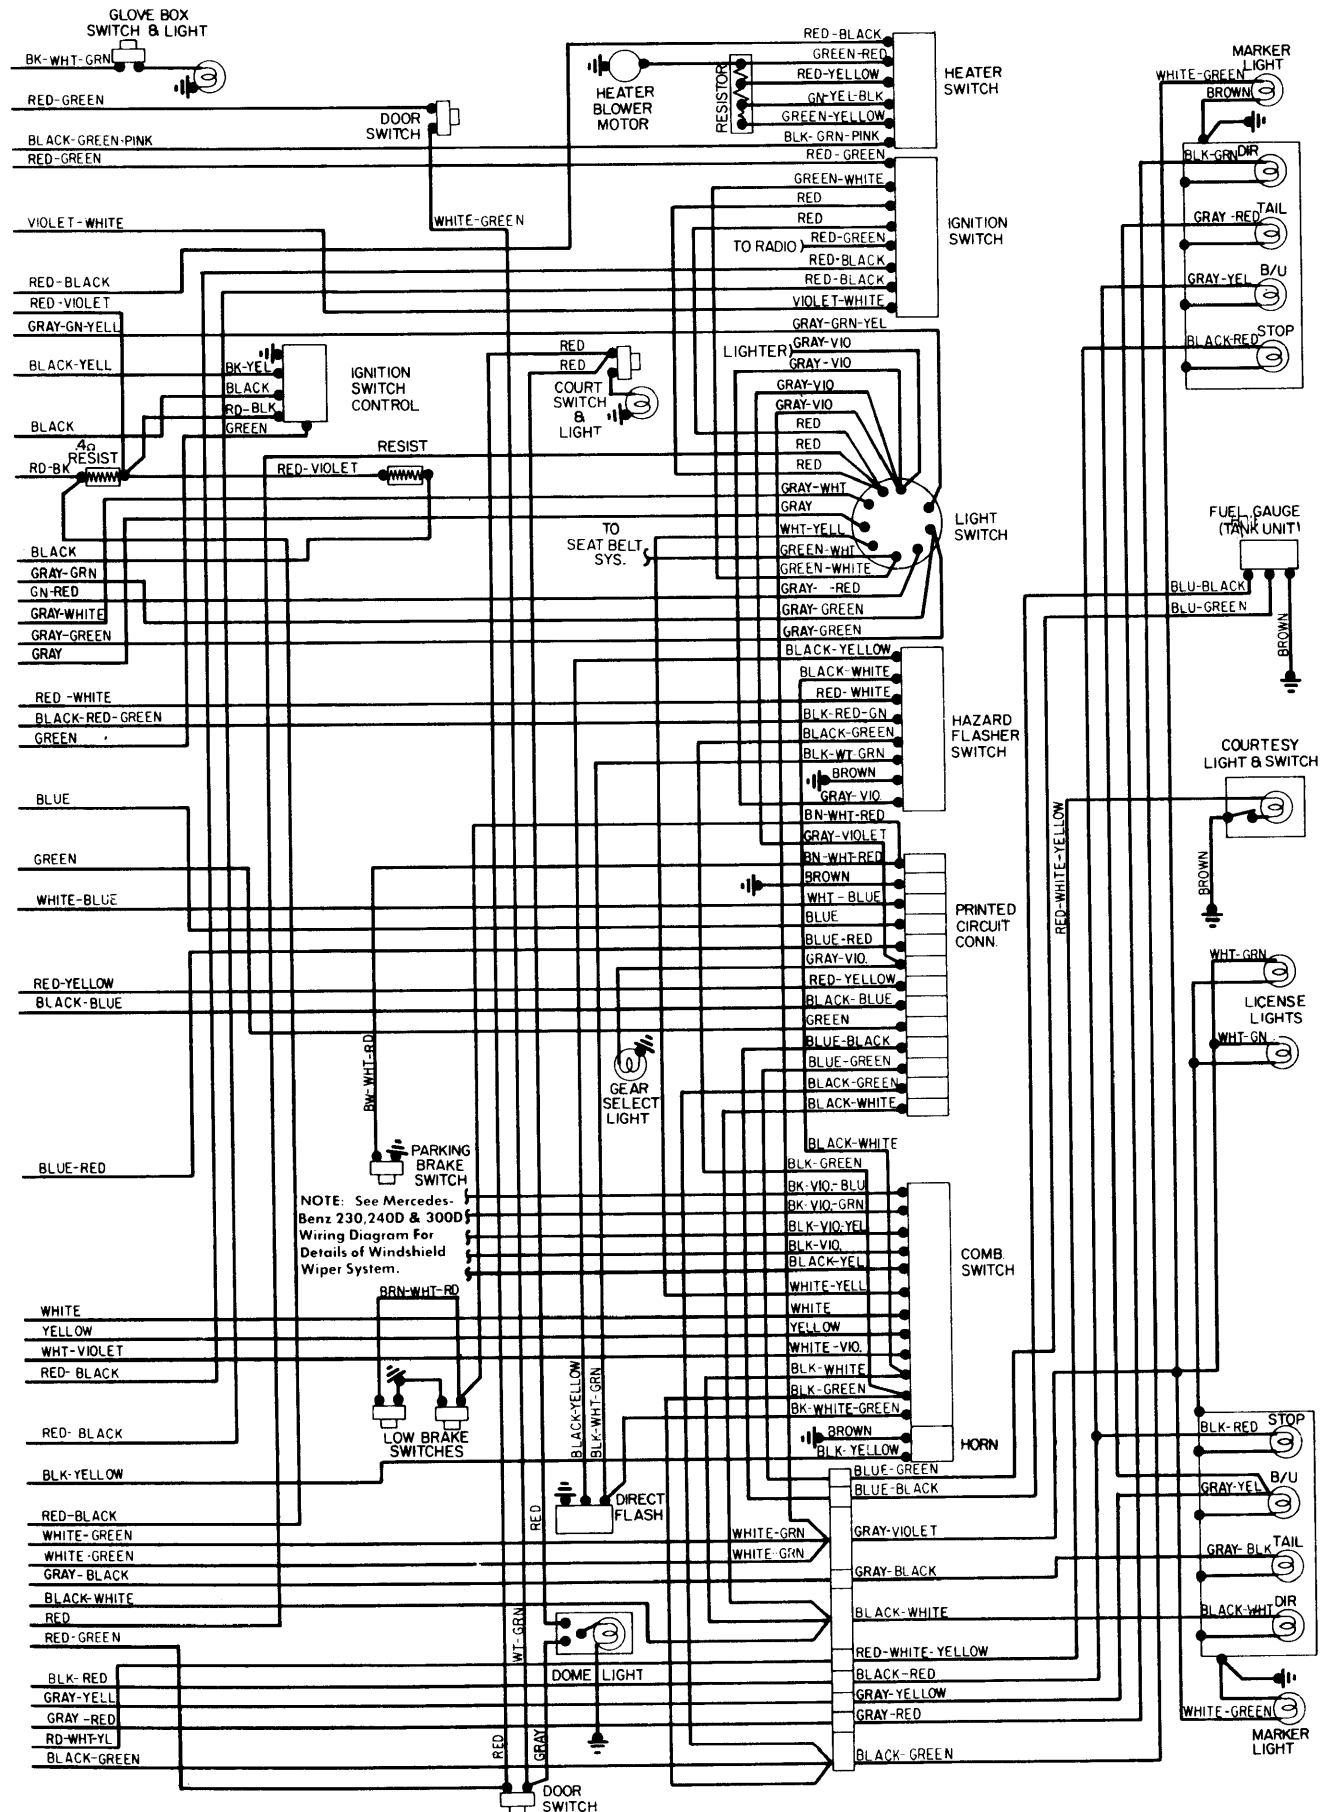 GLOVE BOX
SWITCH & LIGHT
BK-WHT-GRN
RED-GREEN
DOOR
SWITCH
BLACK-GREEN-PINK
RED-GREEN
VIOLET-WHITE
WHITE-GREEN
RED-BLACK
RED-VIOLET
GRAY-GN-YELL
BLACK-YELL
BK-YEL
BLACK
RD-BLK
GREEN
IGNITION
SWITCH
CONTROL
BLACK
.4Ω
RESIST
RD-BK
RED-VIOLET
RESIST
BLACK
GRAY-GRN
GN-RED
GRAY-WHITE
GRAY-GREEN
GRAY
RED-WHITE
BLACK-RED-GREEN
GREEN
BLUE
GREEN
WHITE-BLUE
RED-YELLOW
BLACK-BLUE
BLUE-RED
WHITE
YELLOW
WHT-VIOLET
RED-BLACK
RED-BLACK
BLK-YELLOW
RED-BLACK
WHITE-GREEN
WHITE-GREEN
GRAY-BLACK
BLACK-WHITE
RED
RED-GREEN
BLK-RED
GRAY-YELL
GRAY-RED
RD-WHT-YL
BLACK-GREEN
HEATER
BLOWER
MOTOR
RESISTOR
RED-BLACK
GREEN-RED
RED-YELLOW
GN-YEL-BLK
GREEN-YELLOW
BLK-GRN-PINK
HEATER
SWITCH
RED-GREEN
GREEN-WHITE
RED
RED
TO RADIO
RED-GREEN
RED-BLACK
RED-BLACK
VIOLET-WHITE
IGNITION
SWITCH
RED
RED
COURT
SWITCH
&
LIGHT
GRAY-GRN-YEL
LIGHTER
GRAY-VIO
GRAY-VIO
GRAY-VIO
GRAY-VIO
RED
RED
RED
GRAY-WHT
GRAY
WHT-YELL
GREEN-WHT
GREEN-WHITE
GRAY- -RED
GRAY-GREEN
GRAY-GREEN
LIGHT
SWITCH
TO
SEAT BELT
SYS.
BLACK-YELLOW
BLACK-WHITE
RED-WHITE
BLK-RED-GN
BLACK-GREEN
BLK-WT-GRN
BROWN
GRAY-VIO
HAZARD
FLASHER
SWITCH
BN-WHT-RED
GRAY-VIOLET
BN-WHT-RED
BROWN
WHT-BLUE
BLUE
BLUE-RED
GRAY-VIO.
RED-YELLOW
BLACK-BLUE
GREEN
BLUE-BLACK
BLUE-GREEN
BLACK-GREEN
BLACK-WHITE
PRINTED
CIRCUIT
CONN.
GEAR
SELECT
LIGHT
BW-WHT-RD
PARKING
BRAKE
SWITCH
NOTE: See Mercedes-
Benz 230,240D & 300D
Wiring Diagram For
Details of Windshield
Wiper System.
BRN-WHT-RD
LOW BRAKE
SWITCHES
BLACK-WHITE
BLK-GREEN
BK-VIO.-BLU
BK-VIO.-GRN
BLK-VIO-YEL
BLK-VIO.
BLACK-YEL
WHITE-YELL
WHITE
YELLOW
WHITE-VIO.
BLK-WHITE
BLK-GREEN
BK-WHITE-GREEN
BROWN
BLK-YELLOW
COMB.
SWITCH
HORN
BLACK-YELLOW
BLK-WHT-GRN
DIRECT
FLASH
RED
WT-GRN
RED
GRAY
DOME LIGHT
DOOR
SWITCH
WHITE-GRN
WHITE-GRN
BLUE-GREEN
BLUE-BLACK
GRAY-VIOLET
GRAY-BLACK
BLACK-WHITE
RED-WHITE-YELLOW
BLACK-RED
GRAY-YELLOW
GRAY-RED
BLACK-GREEN
MARKER
LIGHT
WHITE-GREEN
BROWN
BLK-GRN
DIR
GRAY-RED
TAIL
GRAY-YEL
B/U
BLACK-RED
STOP
FUEL GAUGE
(TANK UNIT)
BLU-BLACK
BLU-GREEN
BROWN
COURTESY
LIGHT & SWITCH
RED-WHITE-YELLOW
BROWN
WHT-GRN
LICENSE
LIGHTS
WHT-GN
BLK-RED
STOP
GRAY-YEL
B/U
GRAY-BLK
TAIL
BLACK-WHT
DIR
WHITE-GREEN
MARKER
LIGHT